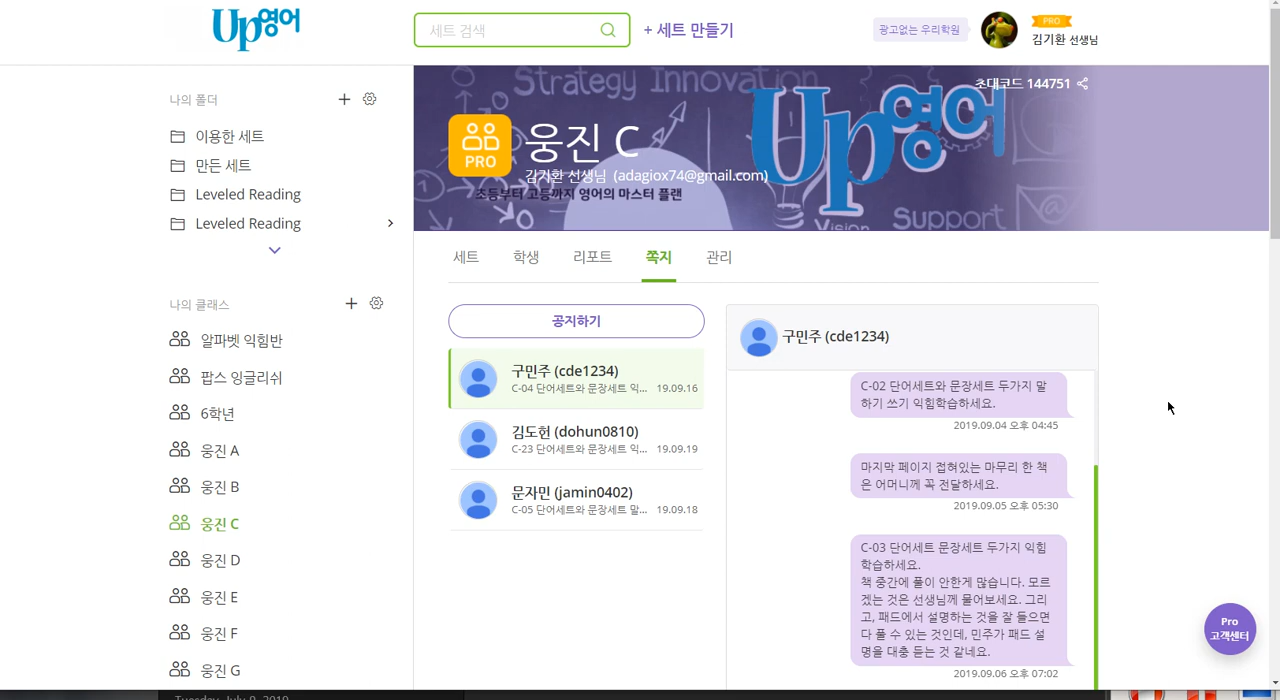 Up영어
세트 검색
+ 세트 만들기
광고없는 우리학원
PRO
김기환 선생님
나의 폴더
이용한 세트
만든 세트
Leveled Reading
Leveled Reading
나의 클래스
알파벳 익힘반
팝스 잉글리쉬
6학년
웅진 A
웅진 B
웅진 C
웅진 D
웅진 E
웅진 F
웅진 G
Strategy Innovation
초대코드 144751
PRO
웅진 C
김기환 선생님 (adagiox74@gmail.com)
초등부터 고등까지 영어의 마스터 플랜
Up영어
Support
Vision
세트 학생 리포트 쪽지 관리
공지하기
구민주 (cde1234)
C-04 단어세트와 문장세트 익... 19.09.16
김도현 (dohun0810)
C-23 단어세트와 문장세트 익... 19.09.19
문자민 (jamin0402)
C-05 단어세트와 문장세트 말... 19.09.18
구민주 (cde1234)
C-02 단어세트와 문장세트 두가지 말
하기 쓰기 익힘학습하세요.
2019.09.04 오후 04:45
마지막 페이지 접혀있는 마무리 한 책
은 어머니께 꼭 전달하세요.
2019.09.05 오후 05:30
C-03 단어세트 문장세트 두가지 익힘
학습하세요.
책 중간에 풀이 안한게 많습니다. 모르
겠는 것은 선생님께 물어보세요. 그리
고, 패드에서 설명하는 것을 잘 들으면
다 풀 수 있는 것인데, 민주가 패드 설
명을 대충 듣는 것 같네요.
2019.09.06 오후 07:02
Pro
고객센터
Tuesday, July 9, 2019